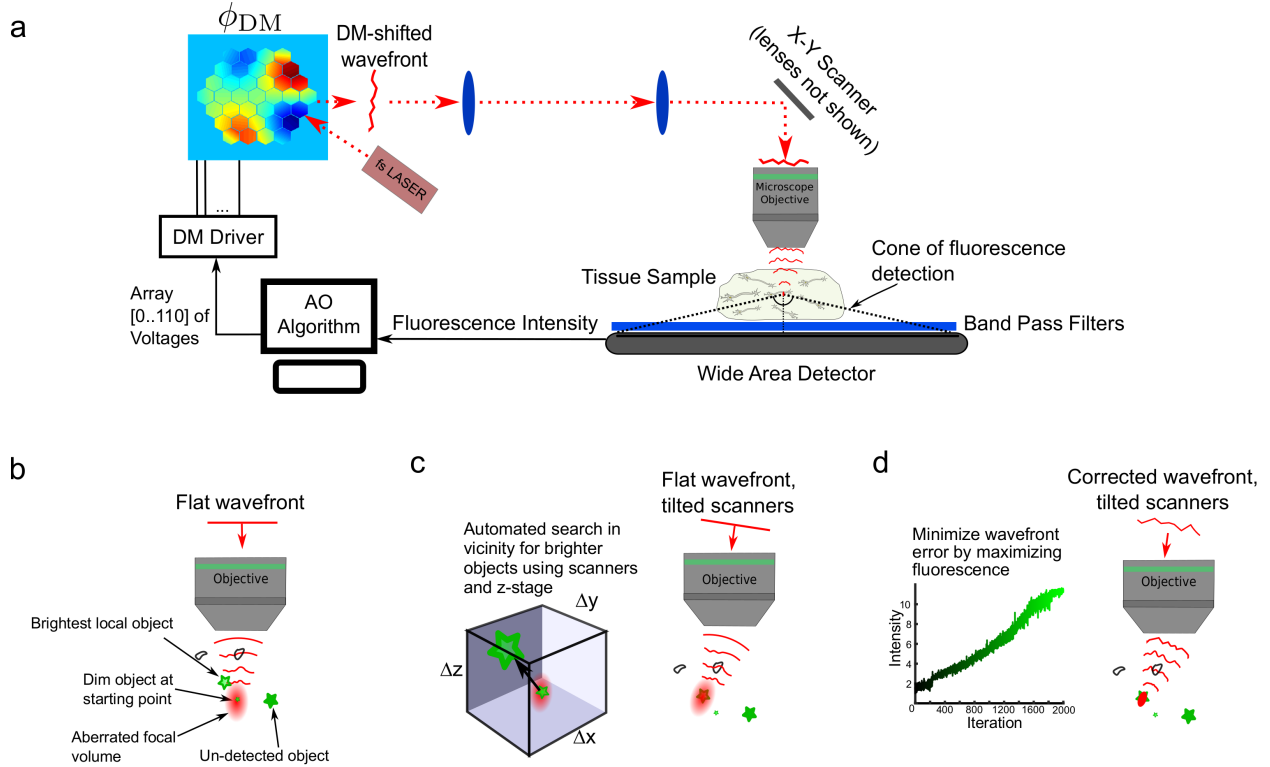 a
ϕDM
DM-shifted
wavefront
X-Y Scanner
(lenses not shown)
fs LASER
Microscope
Objective
...
DM Driver
Cone of fluorescence
detection
Tissue Sample
Array
[0..110] of
Voltages
AO
Algorithm
Fluorescence Intensity
Band Pass Filters
Wide Area Detector
b
Flat wavefront
Objective
Brightest local object
Dim object at
starting point
Aberrated focal
volume
Un-detected object
c
Automated search in
vicinity for brighter
objects using scanners
and z-stage
Δy
Δz
Δx
Flat wavefront,
tilted scanners
Objective
d
Minimize wavefront
error by maximizing
fluorescence
Intensity
10
8
6
4
2
0 400 800 1200 1600 2000
Iteration
Corrected wavefront,
tilted scanners
Objective